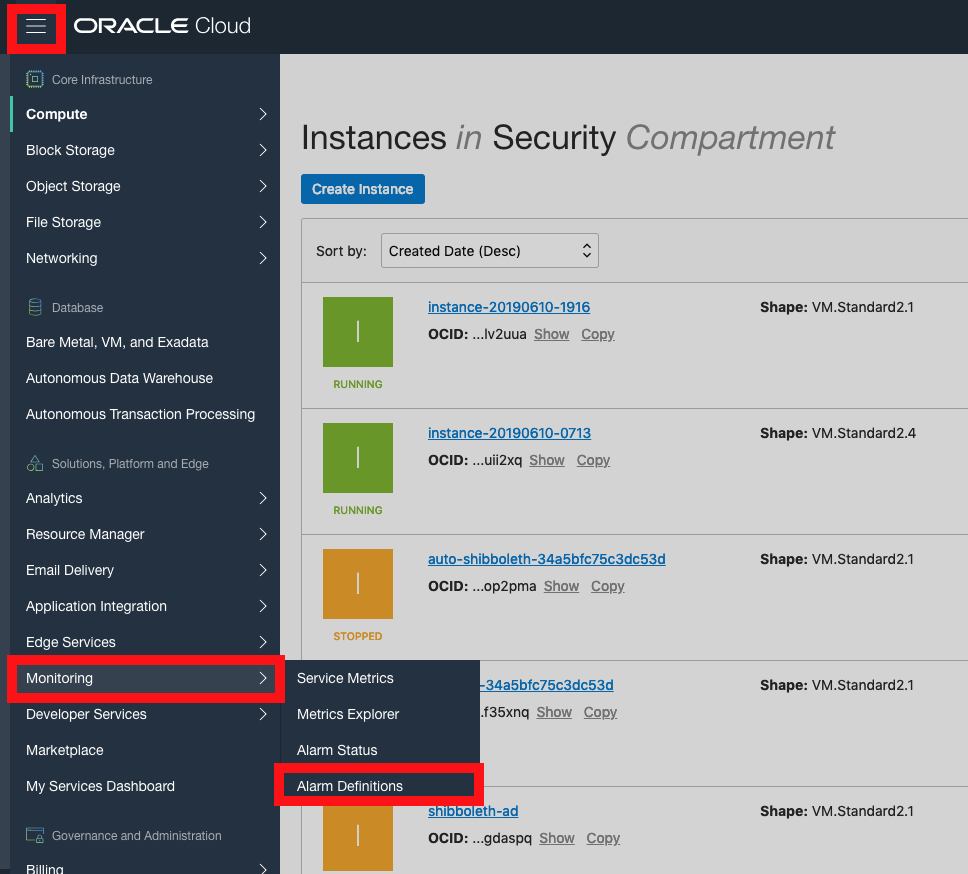 ORACLE Cloud
Core Infrastructure
Compute
Block Storage
Object Storage
File Storage
Networking
Database
Bare Metal, VM, and Exadata
Autonomous Data Warehouse
Autonomous Transaction Processing
Solutions, Platform and Edge
Analytics
Resource Manager
Email Delivery
Application Integration
Edge Services
Monitoring
Developer Services
Marketplace
My Services Dashboard
Governance and Administration
Billing
Service Metrics
Metrics Explorer
Alarm Status
Alarm Definitions
Instances in Security Compartment
Create Instance
Sort by: Created Date (Desc)
I
RUNNING
instance-20190610-1916
OCID: ...lv2uua Show Copy
Shape: VM.Standard2.1
I
RUNNING
instance-20190610-0713
OCID: ...uii2xq Show Copy
Shape: VM.Standard2.4
I
STOPPED
auto-shibboleth-34a5bfc75c3dc53d
OCID: ...op2pma Show Copy
Shape: VM.Standard2.1
-34a5bfc75c3dc53d
.f35xnq Show Copy
Shape: VM.Standard2.1
I
shibboleth-ad
OCID: ...gdaspq Show Copy
Shape: VM.Standard2.1